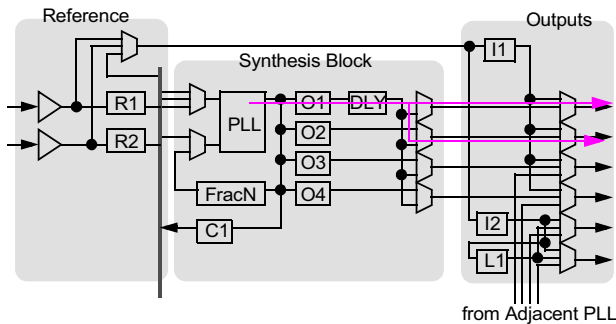 Reference
Outputs
Synthesis Block
I1
R1
O1
DLY
PLL
O2
R2
O3
FracN
O4
C1
I2
L1
from Adjacent PLL